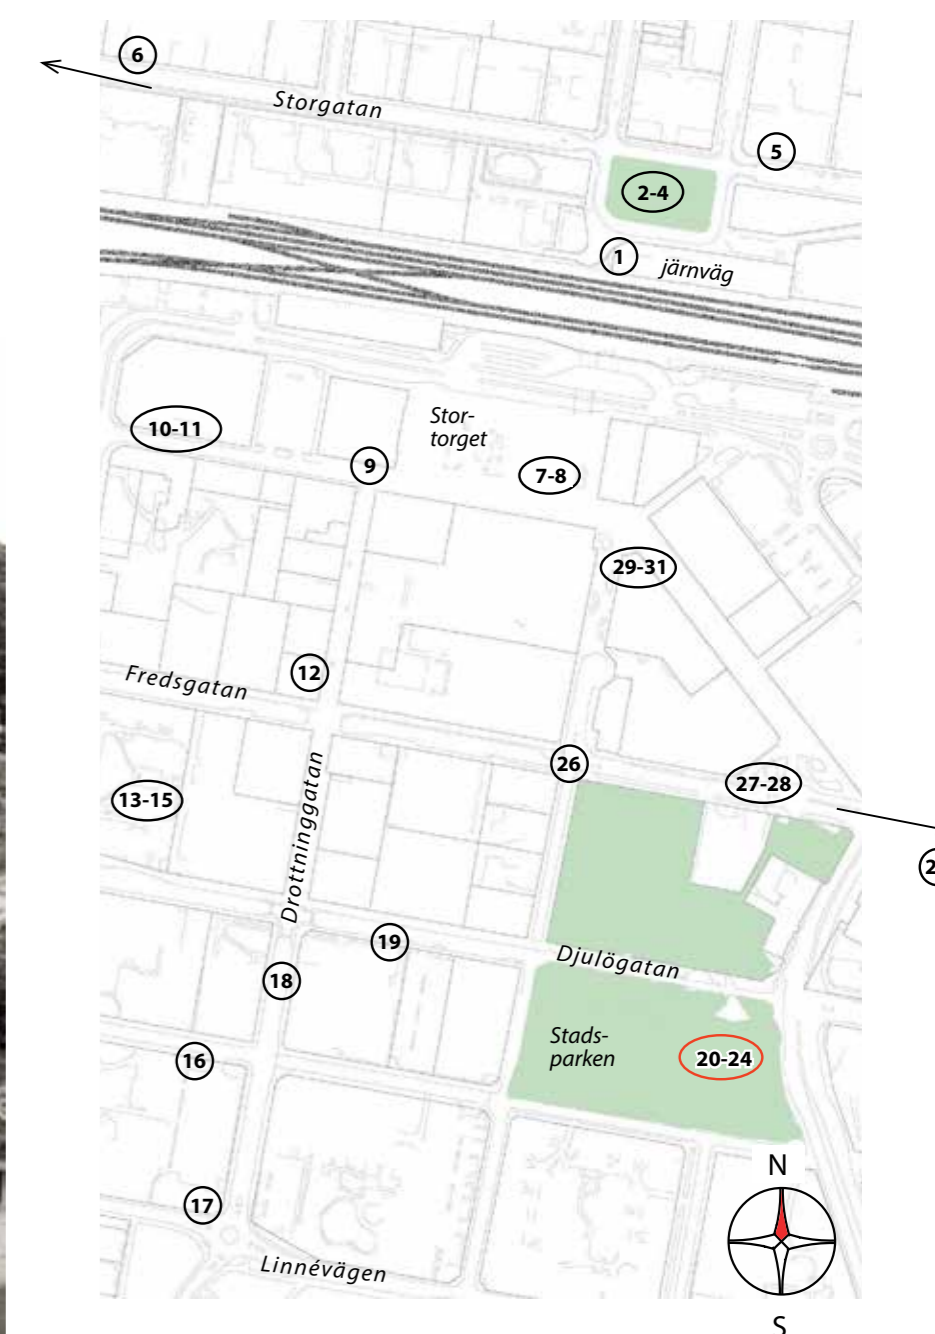 6
Storgatan
5
2-4
1
järnväg
Stor-
torget
10-11
9
7-8
29-31
12
Fredsgatan
26
27-28
13-15
Drottninggatan
19
Djulögatan
18
Stads-
parken
20-24
16
N
17
Linnévägen
S